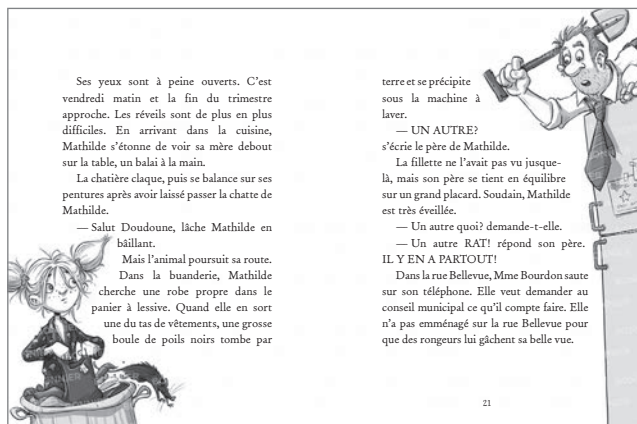 Ses yeux sont à peine ouverts. C’est
vendredi matin et la fin du trimestre
approche. Les réveils sont de plus en plus
difficiles. En arrivant dans la cuisine,
Mathilde s’étonne de voir sa mère debout
sur la table, un balai à la main.
La chatière claque, puis se balance sur ses
pentures après avoir laissé passer la chatte de
Mathilde.
— Salut Doudoune, lâche Mathilde en
bâillant.
Mais l’animal poursuit sa route.
Dans la buanderie, Mathilde
cherche une robe propre dans le
panier à lessive. Quand elle en sort
une du tas de vêtements, une grosse
boule de poils noirs tombe par
terre et se précipite
sous la machine à
laver.
— UN AUTRE?
s’écrie le père de Mathilde.
La fillette ne l’avait pas vu jusque-
là, mais son père se tient en équilibre
sur un grand placard. Soudain, Mathilde
est très éveillée.
— Un autre quoi? demande-t-elle.
— Un autre RAT! répond son père.
IL Y EN A PARTOUT!
Dans la rue Bellevue, Mme Bourdon saute
sur son téléphone. Elle veut demander au
conseil municipal ce qu’il compte faire. Elle
n’a pas emménagé sur la rue Bellevue pour
que des rongeurs lui gâchent sa belle vue.
21